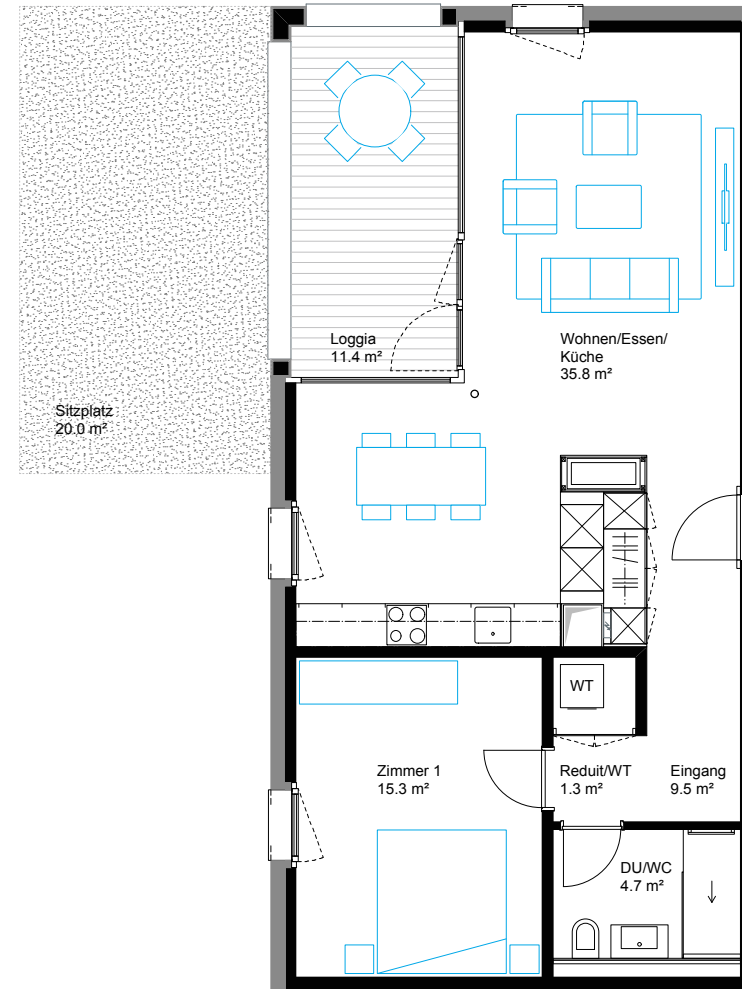 Loggia
11.4 m²
Wohnen/Essen/
Küche
35.8 m²
Sitzplatz
20.0 m²
WT
Zimmer 1
15.3 m²
Reduit/WT
1.3 m²
Eingang
9.5 m²
DU/WC
4.7 m²